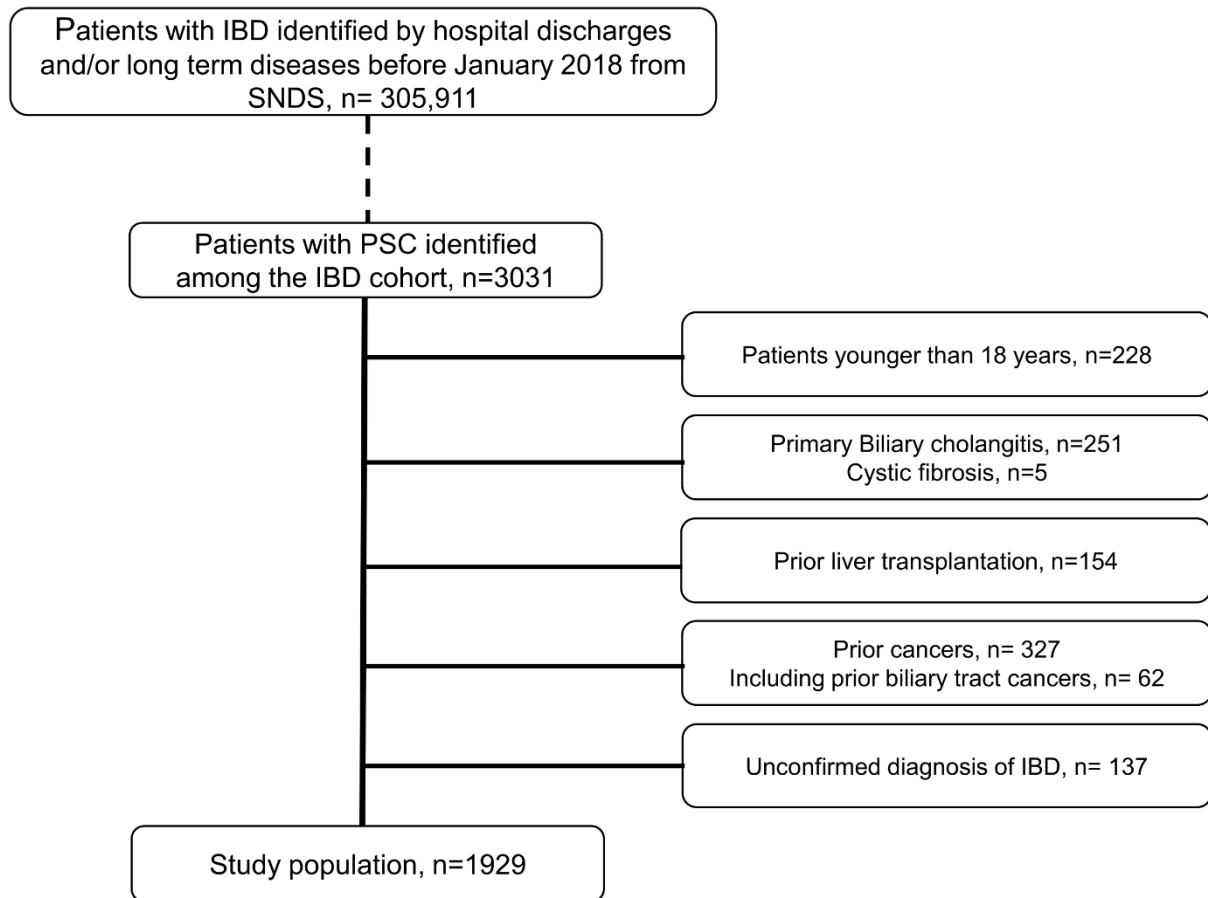 Patients with IBD identified by hospital discharges
and/or long term diseases before January 2018 from
SNDS, n= 305,911
Patients with PSC identified
among the IBD cohort, n=3031
Patients younger than 18 years, n=228
Primary Biliary cholangitis, n=251
Cystic fibrosis, n=5
Prior liver transplantation, n=154
Prior cancers, n= 327
Including prior biliary tract cancers, n= 62
Unconfirmed diagnosis of IBD, n= 137
Study population, n=1929